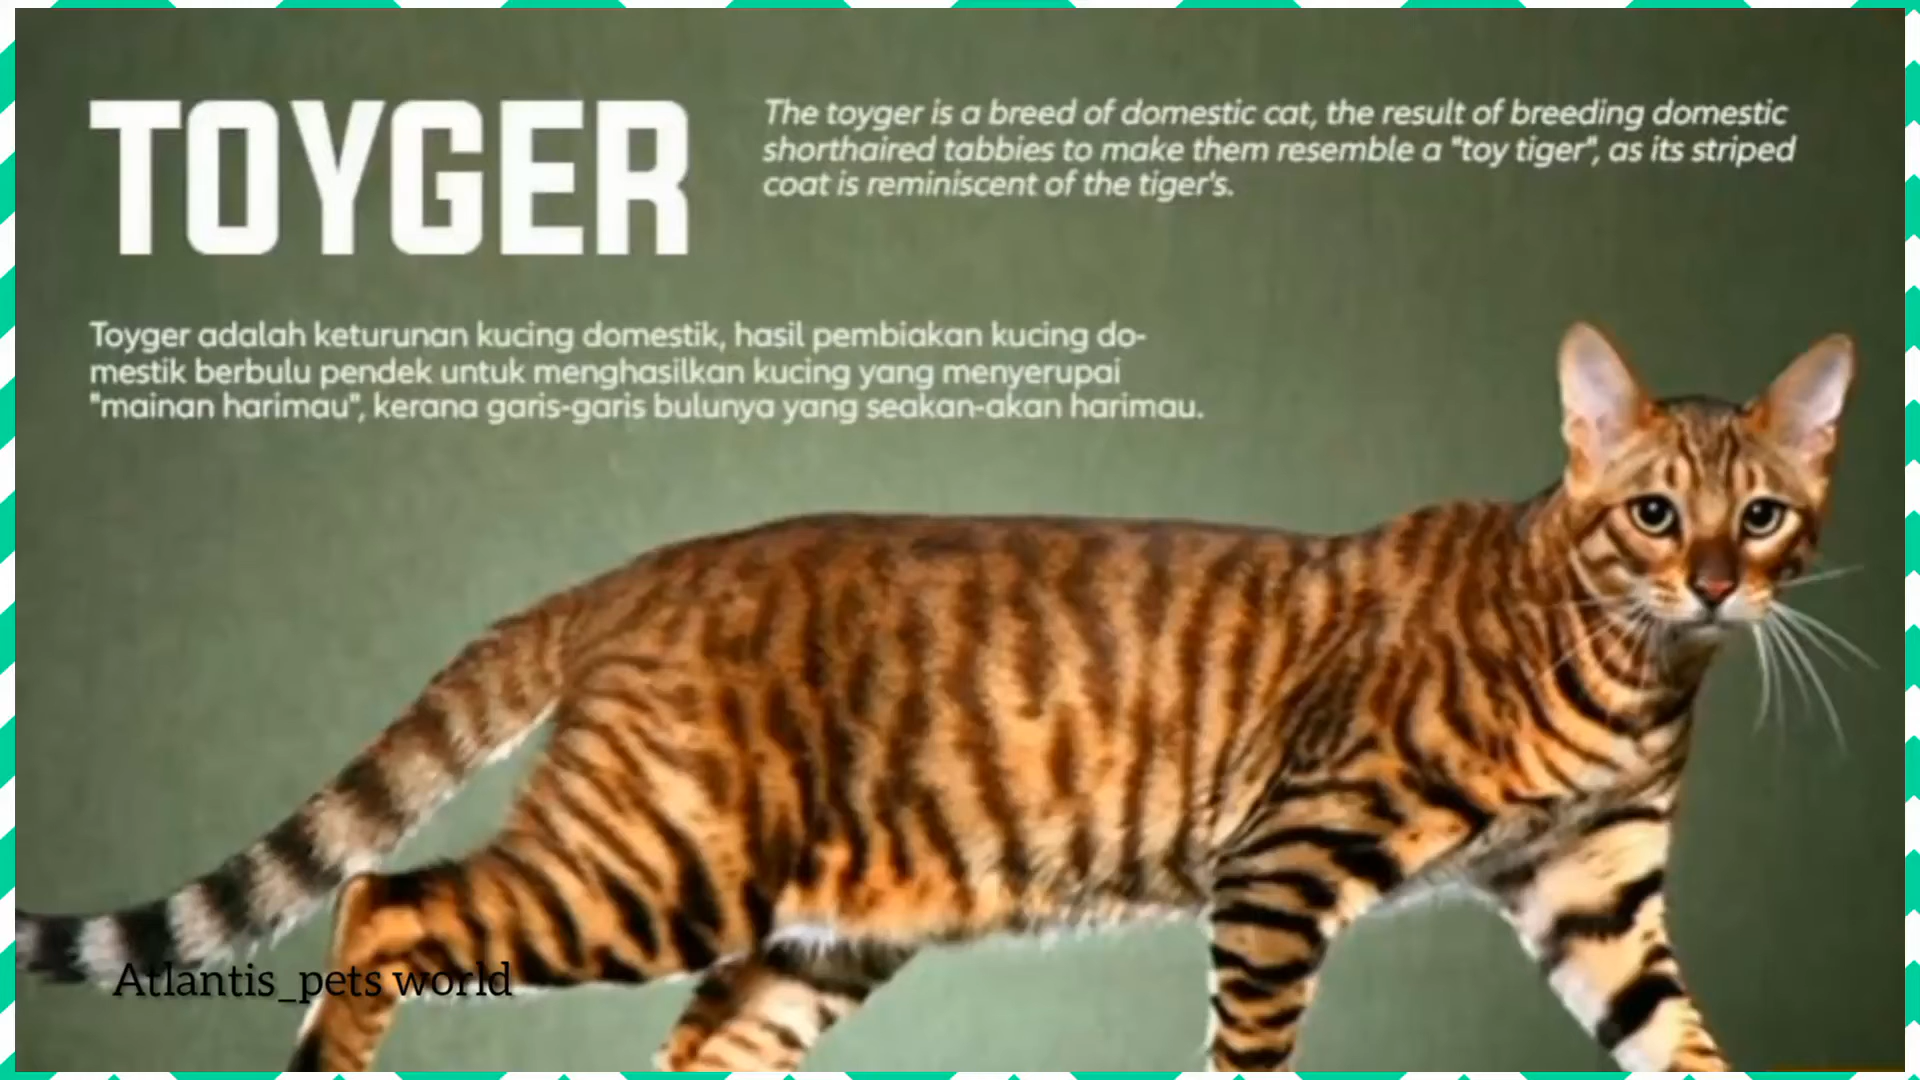 TOYGER
The toyger is a breed of domestic cat, the result of breeding domestic
shorthaired tabbies to make them resemble a "toy tiger", as its striped
coat is reminiscent of the tiger's.
Toyger adalah keturunan kucing domestik, hasil pembiakan kucing do-
mestik berbulu pendek untuk menghasilkan kucing yang menyerupai
"mainan harimau", kerana garis-garis bulunya yang seakan-akan harimau.
Atlantis_pets world